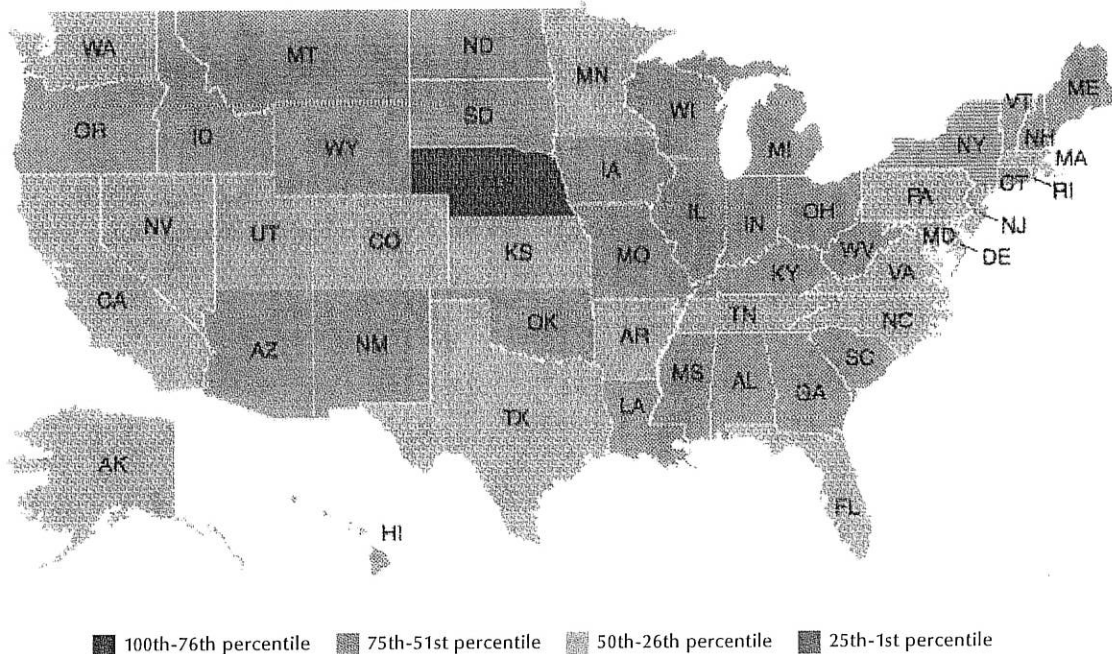 WA
MT
ND
MN
OR
ID
SD
WI
VT
ME
WY
MI
NY
NH
MA
NV
UT
CO
IA
IL
IN
OH
PA
CT
RI
NJ
KS
MO
WV
MD
DE
CA
KY
VA
AZ
NM
OK
AR
TN
NC
MS
AL
GA
SC
TX
LA
AK
HI
FL
100th-76th percentile
75th-51st percentile
50th-26th percentile
25th-1st percentile